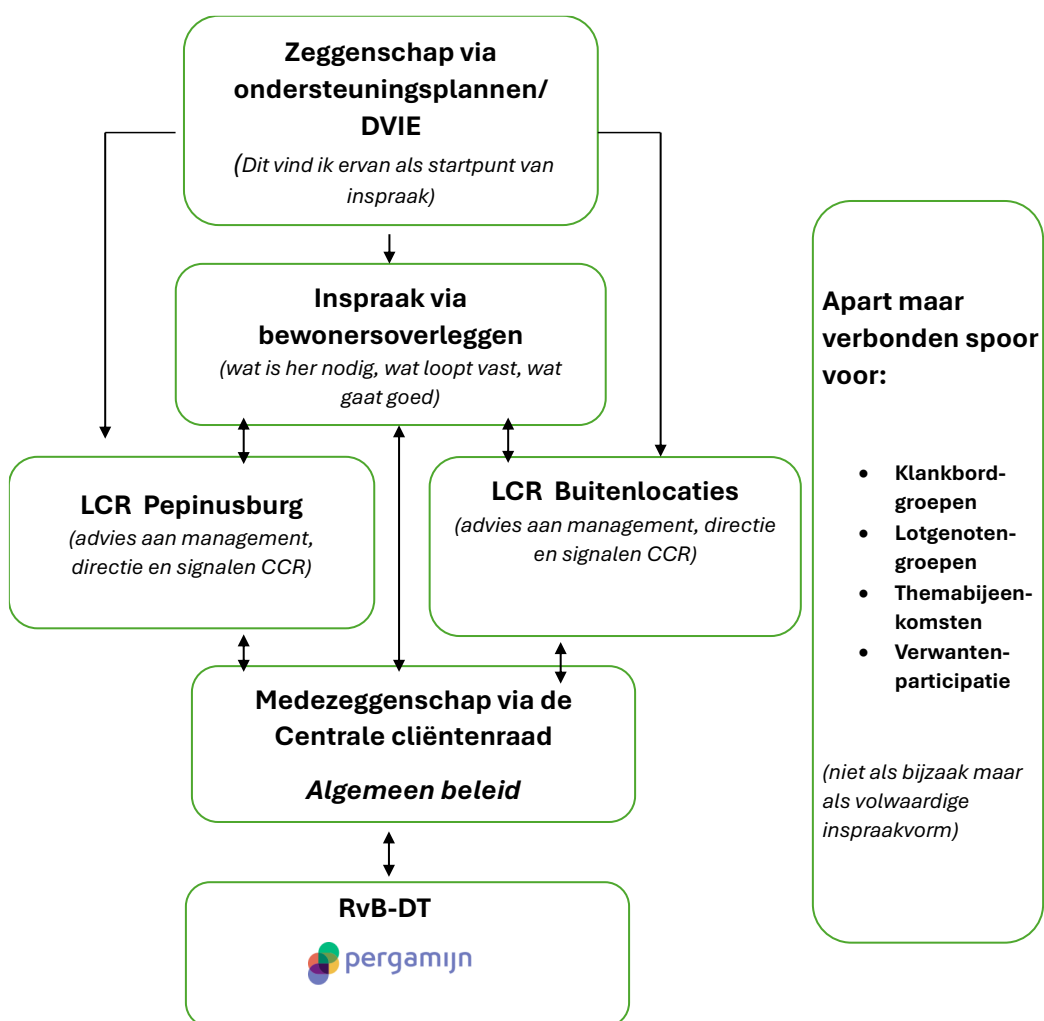 Zeggenschap via
ondersteuningsplannen/
DVIE
(Dit vind ik ervan als startpunt van
inspraak)
Inspraak via
bewonersoverleggen
(wat is her nodig, wat loopt vast, wat
gaat goed)
LCR Pepinusburg
(advies aan management,
directie en signalen CCR)
LCR Buitenlocaties
(advies aan management, directie
en signalen CCR)
Medezeggenschap via de
Centrale cliëntenraad
Algemeen beleid
RvB-DT
pergamijn
Apart maar
verbonden spoor
voor:
• Klankbord-
groepen
• Lotgenoten-
groepen
• Themabijeen-
komsten
• Verwanten-
participatie
(niet als bijzaak maar
als volwaardige
inspraakvorm)